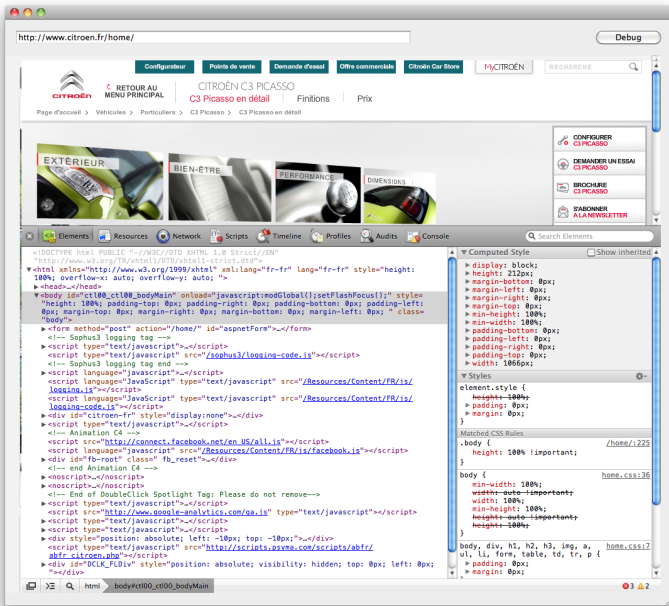 http://www.citroen.fr/home/
Debug
Configurateur Points de vente Demande d'essai Offre commerciale Citroën Car Store MyCITROËN RECHERCHE
CITROËN
RETOUR AU
MENU PRINCIPAL
CITROËN C3 PICASSO
C3 Picasso en détail Finitions Prix
Page d'accueil > Véhicules > Particuliers > C3 Picasso > C3 Picasso en détail
EXTÉRIEUR
BIEN-ÊTRE
PERFORMANCE
DIMENSIONS
CONFIGURER
C3 PICASSO
DEMANDER UN ESSAI
C3 PICASSO
BROCHURE
C3 PICASSO
S'ABONNER
A LA NEWSLETTER
Elements Resources Network Scripts Timeline Profiles Audits Console Search Elements
<!DOCTYPE html PUBLIC "-//W3C//DTD XHTML 1.0 Strict//EN"
"http://www.w3.org/TR/xhtml1/DTD/xhtml1-strict.dtd">
<html xmlns="http://www.w3.org/1999/xhtml" xml:lang="fr-fr" lang="fr-fr" style="height:
100%; overflow-x: auto; overflow-y: auto; ">
<head>…</head>
<body id="ctl00_ctl00_bodyMain" onload="javascript:modGlobal();setFlashFocus();" style=
"height: 100%; padding-top: 0px; padding-right: 0px; padding-bottom: 0px; padding-left:
0px; margin-top: 0px; margin-right: 0px; margin-bottom: 0px; margin-left: 0px; " class=
"body">
<form method="post" action="/home/" id="aspnetForm">…</form>
<!-- Sophus3 logging tag -->
<script type="text/javascript">…</script>
<script type="text/javascript" src="/sophus3/logging-code.js"></script>
<!-- Sophus3 logging tag end -->
<script language="javascript">…</script>
<script language="JavaScript" type="text/javascript" src="/Resources/Content/FR/js/
logging.js"></script>
<script language="JavaScript" type="text/javascript" src="/Resources/Content/FR/js/
logging-code.js"></script>
<div id="citroen-fr" style="display:none">…</div>
<script type="text/javascript">…</script>
<!-- Animation C4 -->
<script src="http://connect.facebook.net/en_US/all.js"></script>
<script language="javascript" src="/Resources/Content/FR/js/facebook.js"></script>
<div id="fb-root" class=" fb_reset">…</div>
<!-- end Animation C4 -->
<noscript>…</noscript>
<noscript>…</noscript>
<!-- End of DoubleClick Spotlight Tag: Please do not remove-->
<script type="text/javascript">…</script>
<script src="http://www.google-analytics.com/ga.js" type="text/javascript"></script>
<script type="text/javascript">…</script>
<div style="position: absolute; left: -10px; top: -10px;">…</div>
<script type="text/javascript" src="http://scripts.psyma.com/scripts/abfr/
abfr_citroen.php"></script>
<div id="DCLK_FLDiv" style="position: absolute; visibility: hidden; top: 0px; left: 0px;
"></div>
Computed Style Show inherited
display: block;
height: 212px;
margin-bottom: 0px;
margin-left: 0px;
margin-right: 0px;
margin-top: 0px;
min-height: 100%;
min-width: 100%;
padding-bottom: 0px;
padding-left: 0px;
padding-right: 0px;
padding-top: 0px;
width: 1066px;
Styles
element.style {
height: 100%;
padding: 0px;
margin: 0px;
}
Matched CSS Rules
.body { /home/:225
height: 100% !important;
}
body { home.css:36
min-width: 100%;
width: auto !important;
width: 100%;
min-height: 100%;
height: auto !important;
height: 100%;
}
body, div, h1, h2, h3, img, a, home.css:7
ul, li, form, table, td, tr, p {
padding: 0px;
margin: 0px;
html body#ctl00_ctl00_bodyMain 3 2